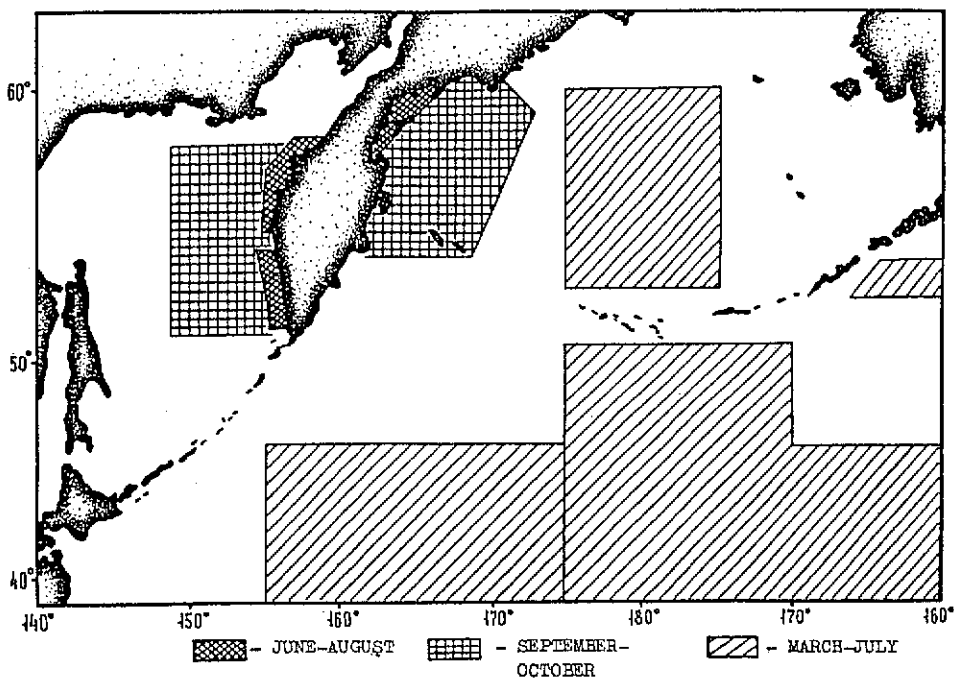 60°
50°
40°
140° 150° 160° 170° 180° 170° 160°
- JUNE-AUGUST - SEPTEMBER- - MARCH-JULY
OCTOBER